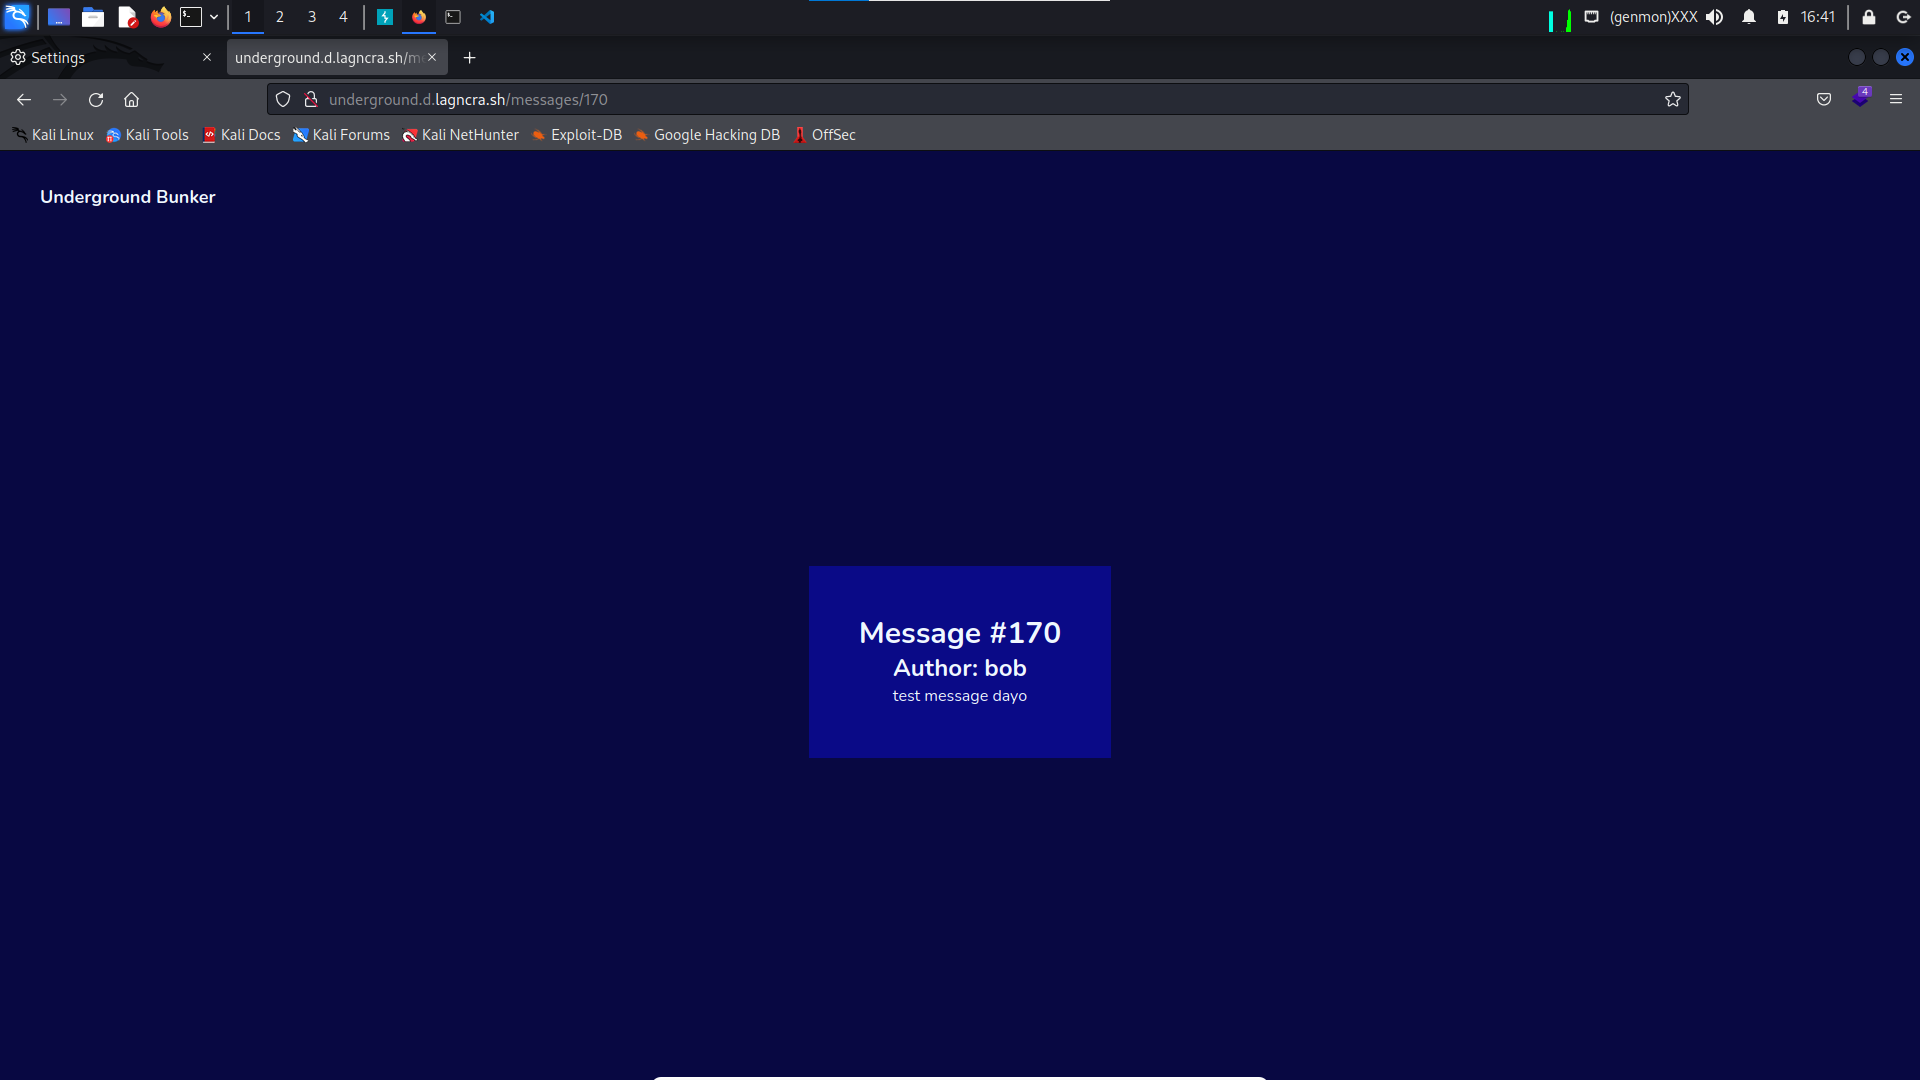 1 2 3 4 (genmon)XXX 16:41
Settings underground.d.lagncra.sh/m
underground.d.lagncra.sh/messages/170 4
Kali Linux Kali Tools Kali Docs Kali Forums Kali NetHunter Exploit-DB Google Hacking DB OffSec
Underground Bunker
Message #170
Author: bob
test message dayo